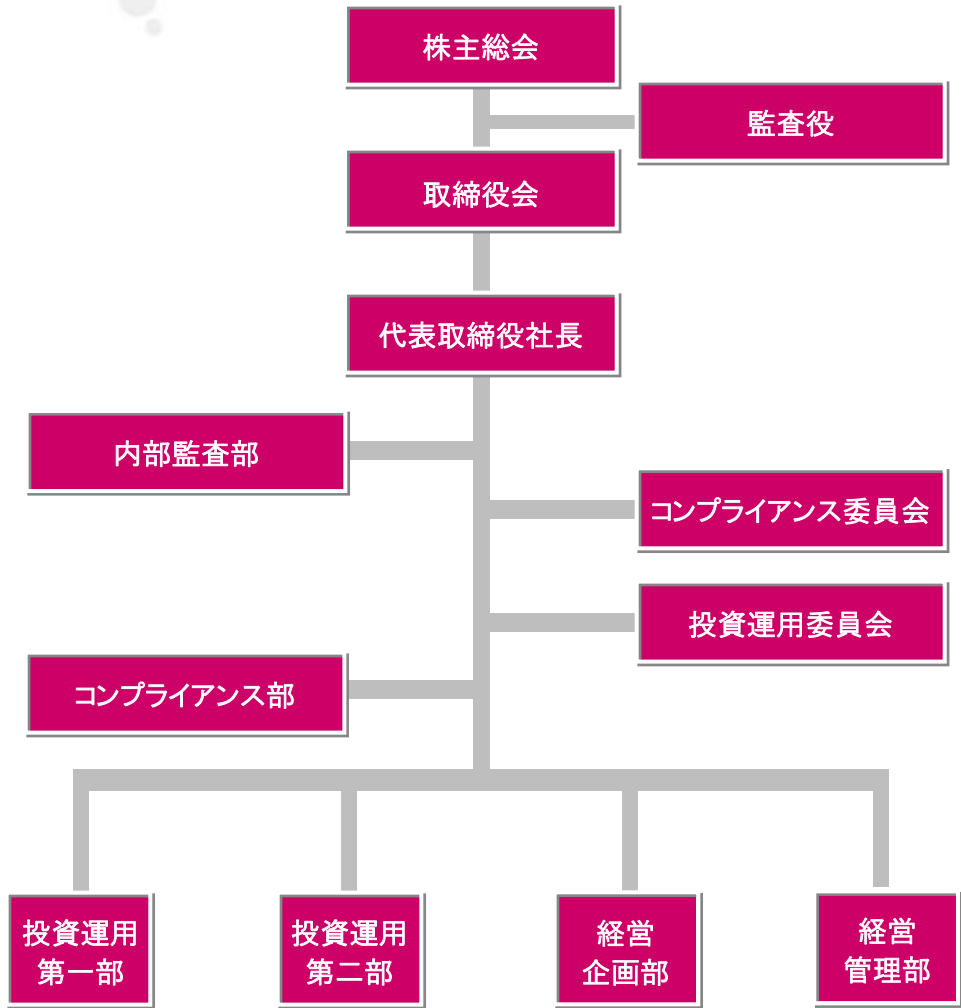 株主総会
監査役
取締役会
代表取締役社長
内部監査部
コンプライアンス委員会
投資運用委員会
コンプライアンス部
投資運用
第一部
投資運用
第二部
経営
企画部
経営
管理部